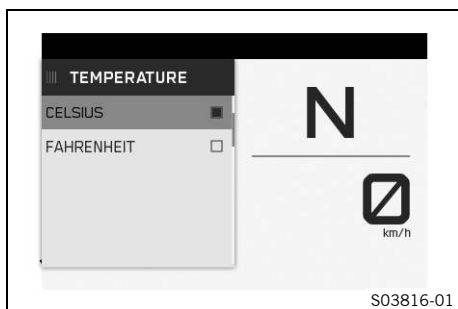 TEMPERATURE
CELSIUS
FAHRENHEIT
N
0
km/h
S03816-01